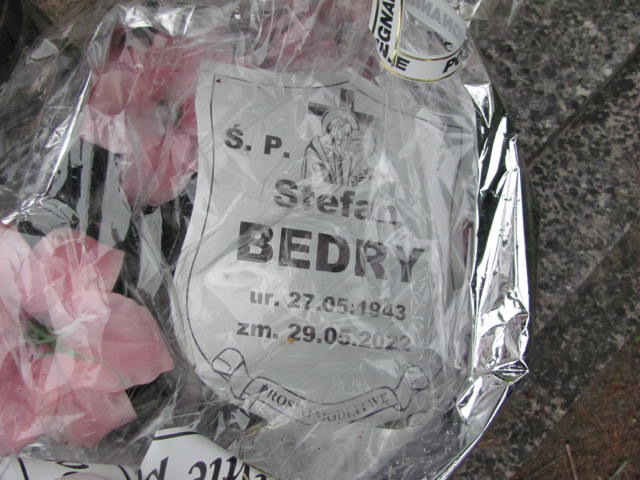 Ś. P.
Stefan
BEDRY
ur. 27.05.1943
zm. 29.05.2022
PROSI O MODLITWĘ